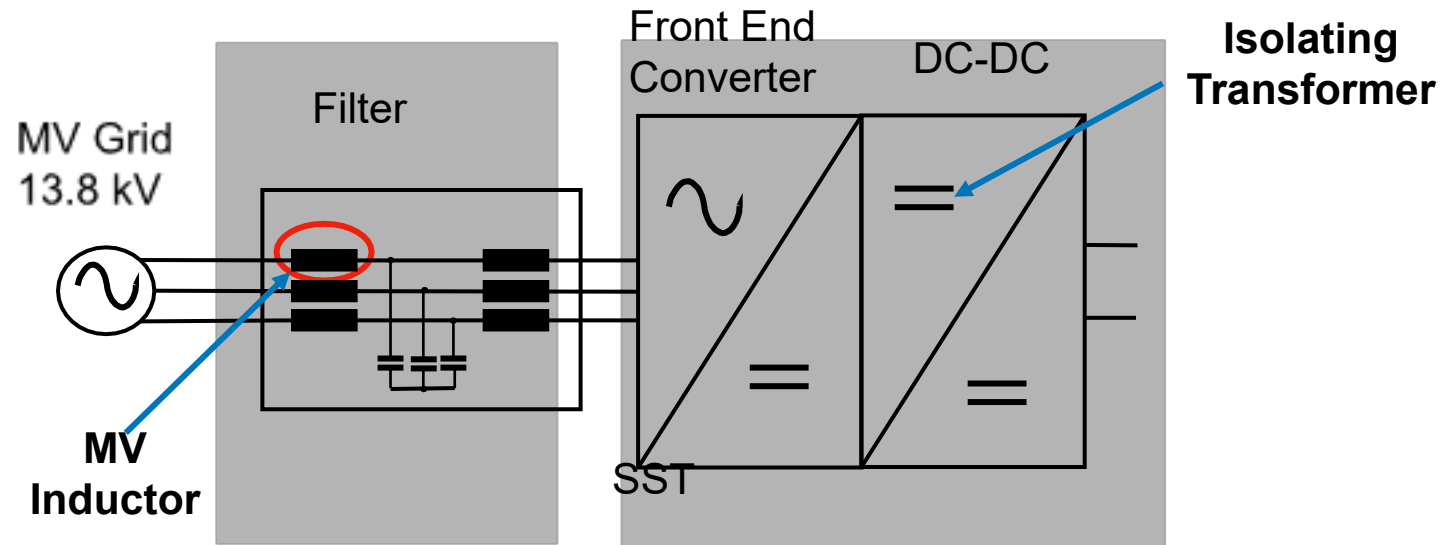 Front End
Converter
DC-DC
Isolating
Transformer
Filter
MV Grid
13.8 kV
MV
Inductor
SST